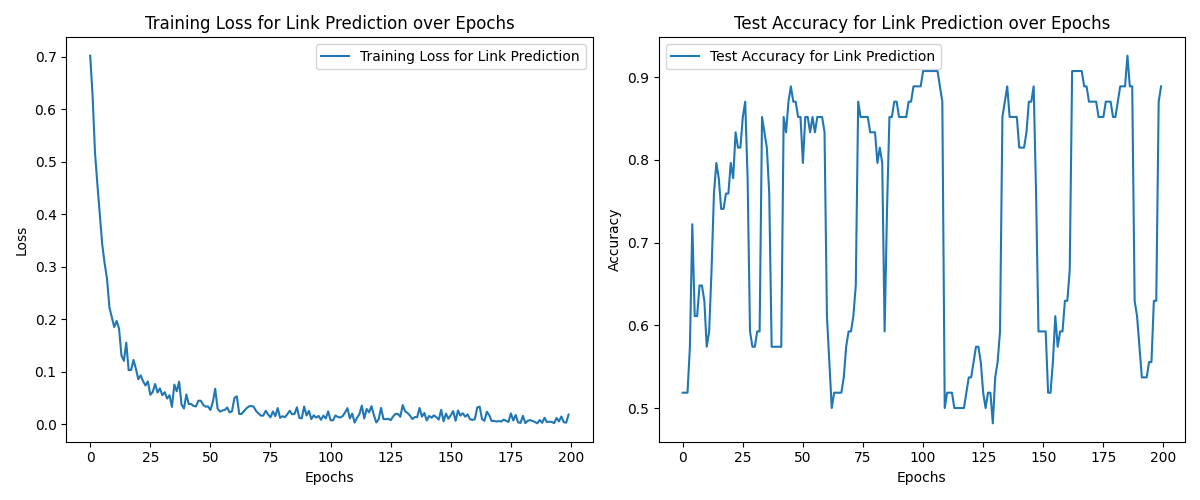 Training Loss for Link Prediction over Epochs
Training Loss for Link Prediction
0.7
0.6
0.5
0.4
0.3
0.2
0.1
0.0
Loss
0 25 50 75 100 125 150 175 200
Epochs
Test Accuracy for Link Prediction over Epochs
Test Accuracy for Link Prediction
0.9
0.8
0.7
0.6
0.5
Accuracy
0 25 50 75 100 125 150 175 200
Epochs